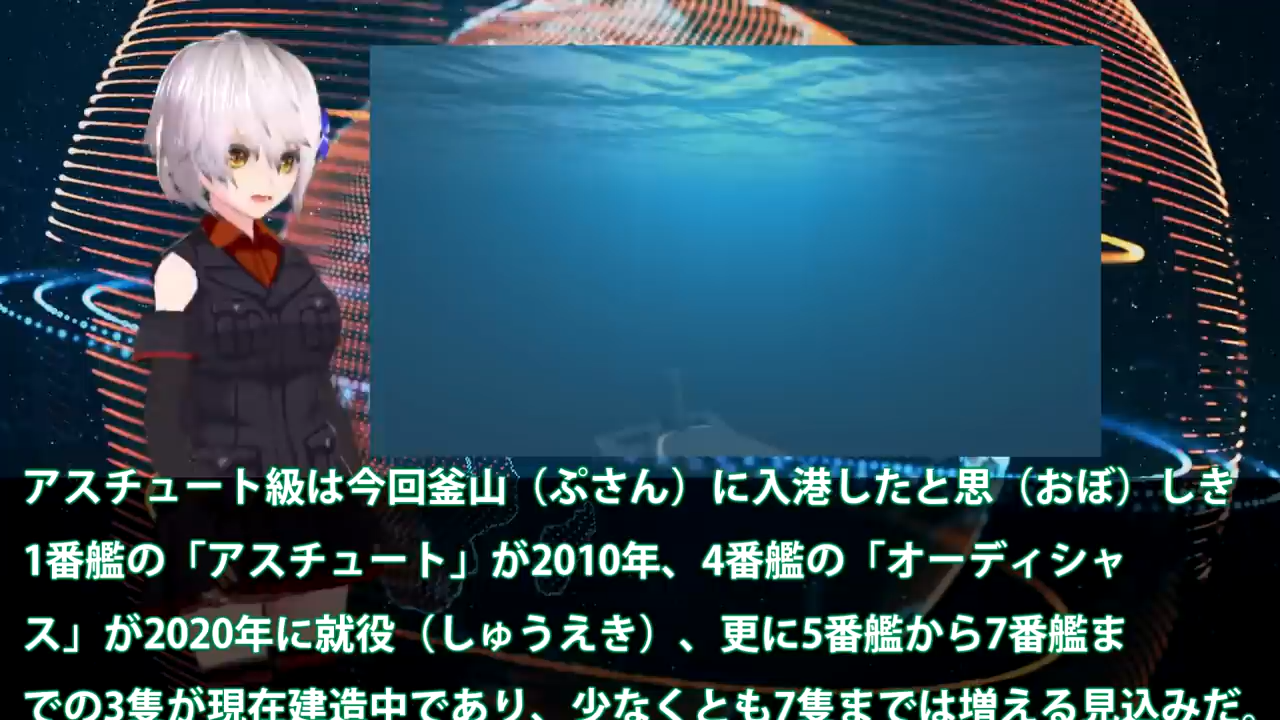 アスチュート級は今回釜山（ぷさん）に入港したと思（おぼ）しき
1番艦の「アスチュート」が2010年、4番艦の「オーディシャ
ス」が2020年に就役（しゅうえき）、更に5番艦から7番艦ま
での3隻が現在建造中であり、少なくとも7隻までは増える見込みだ。